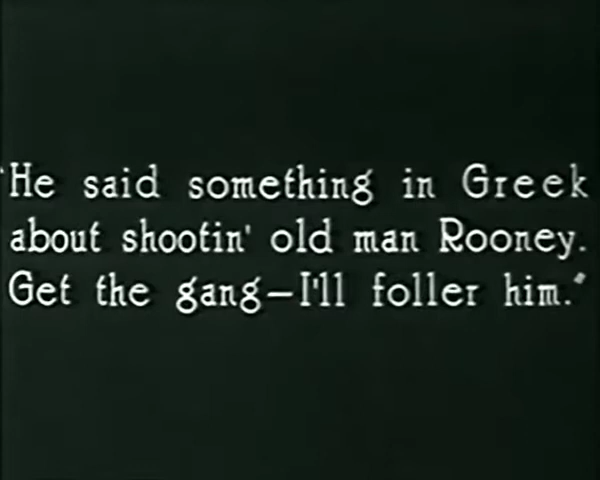 "He said something in Greek
about shootin' old man Rooney.
Get the gang—I'll foller him."